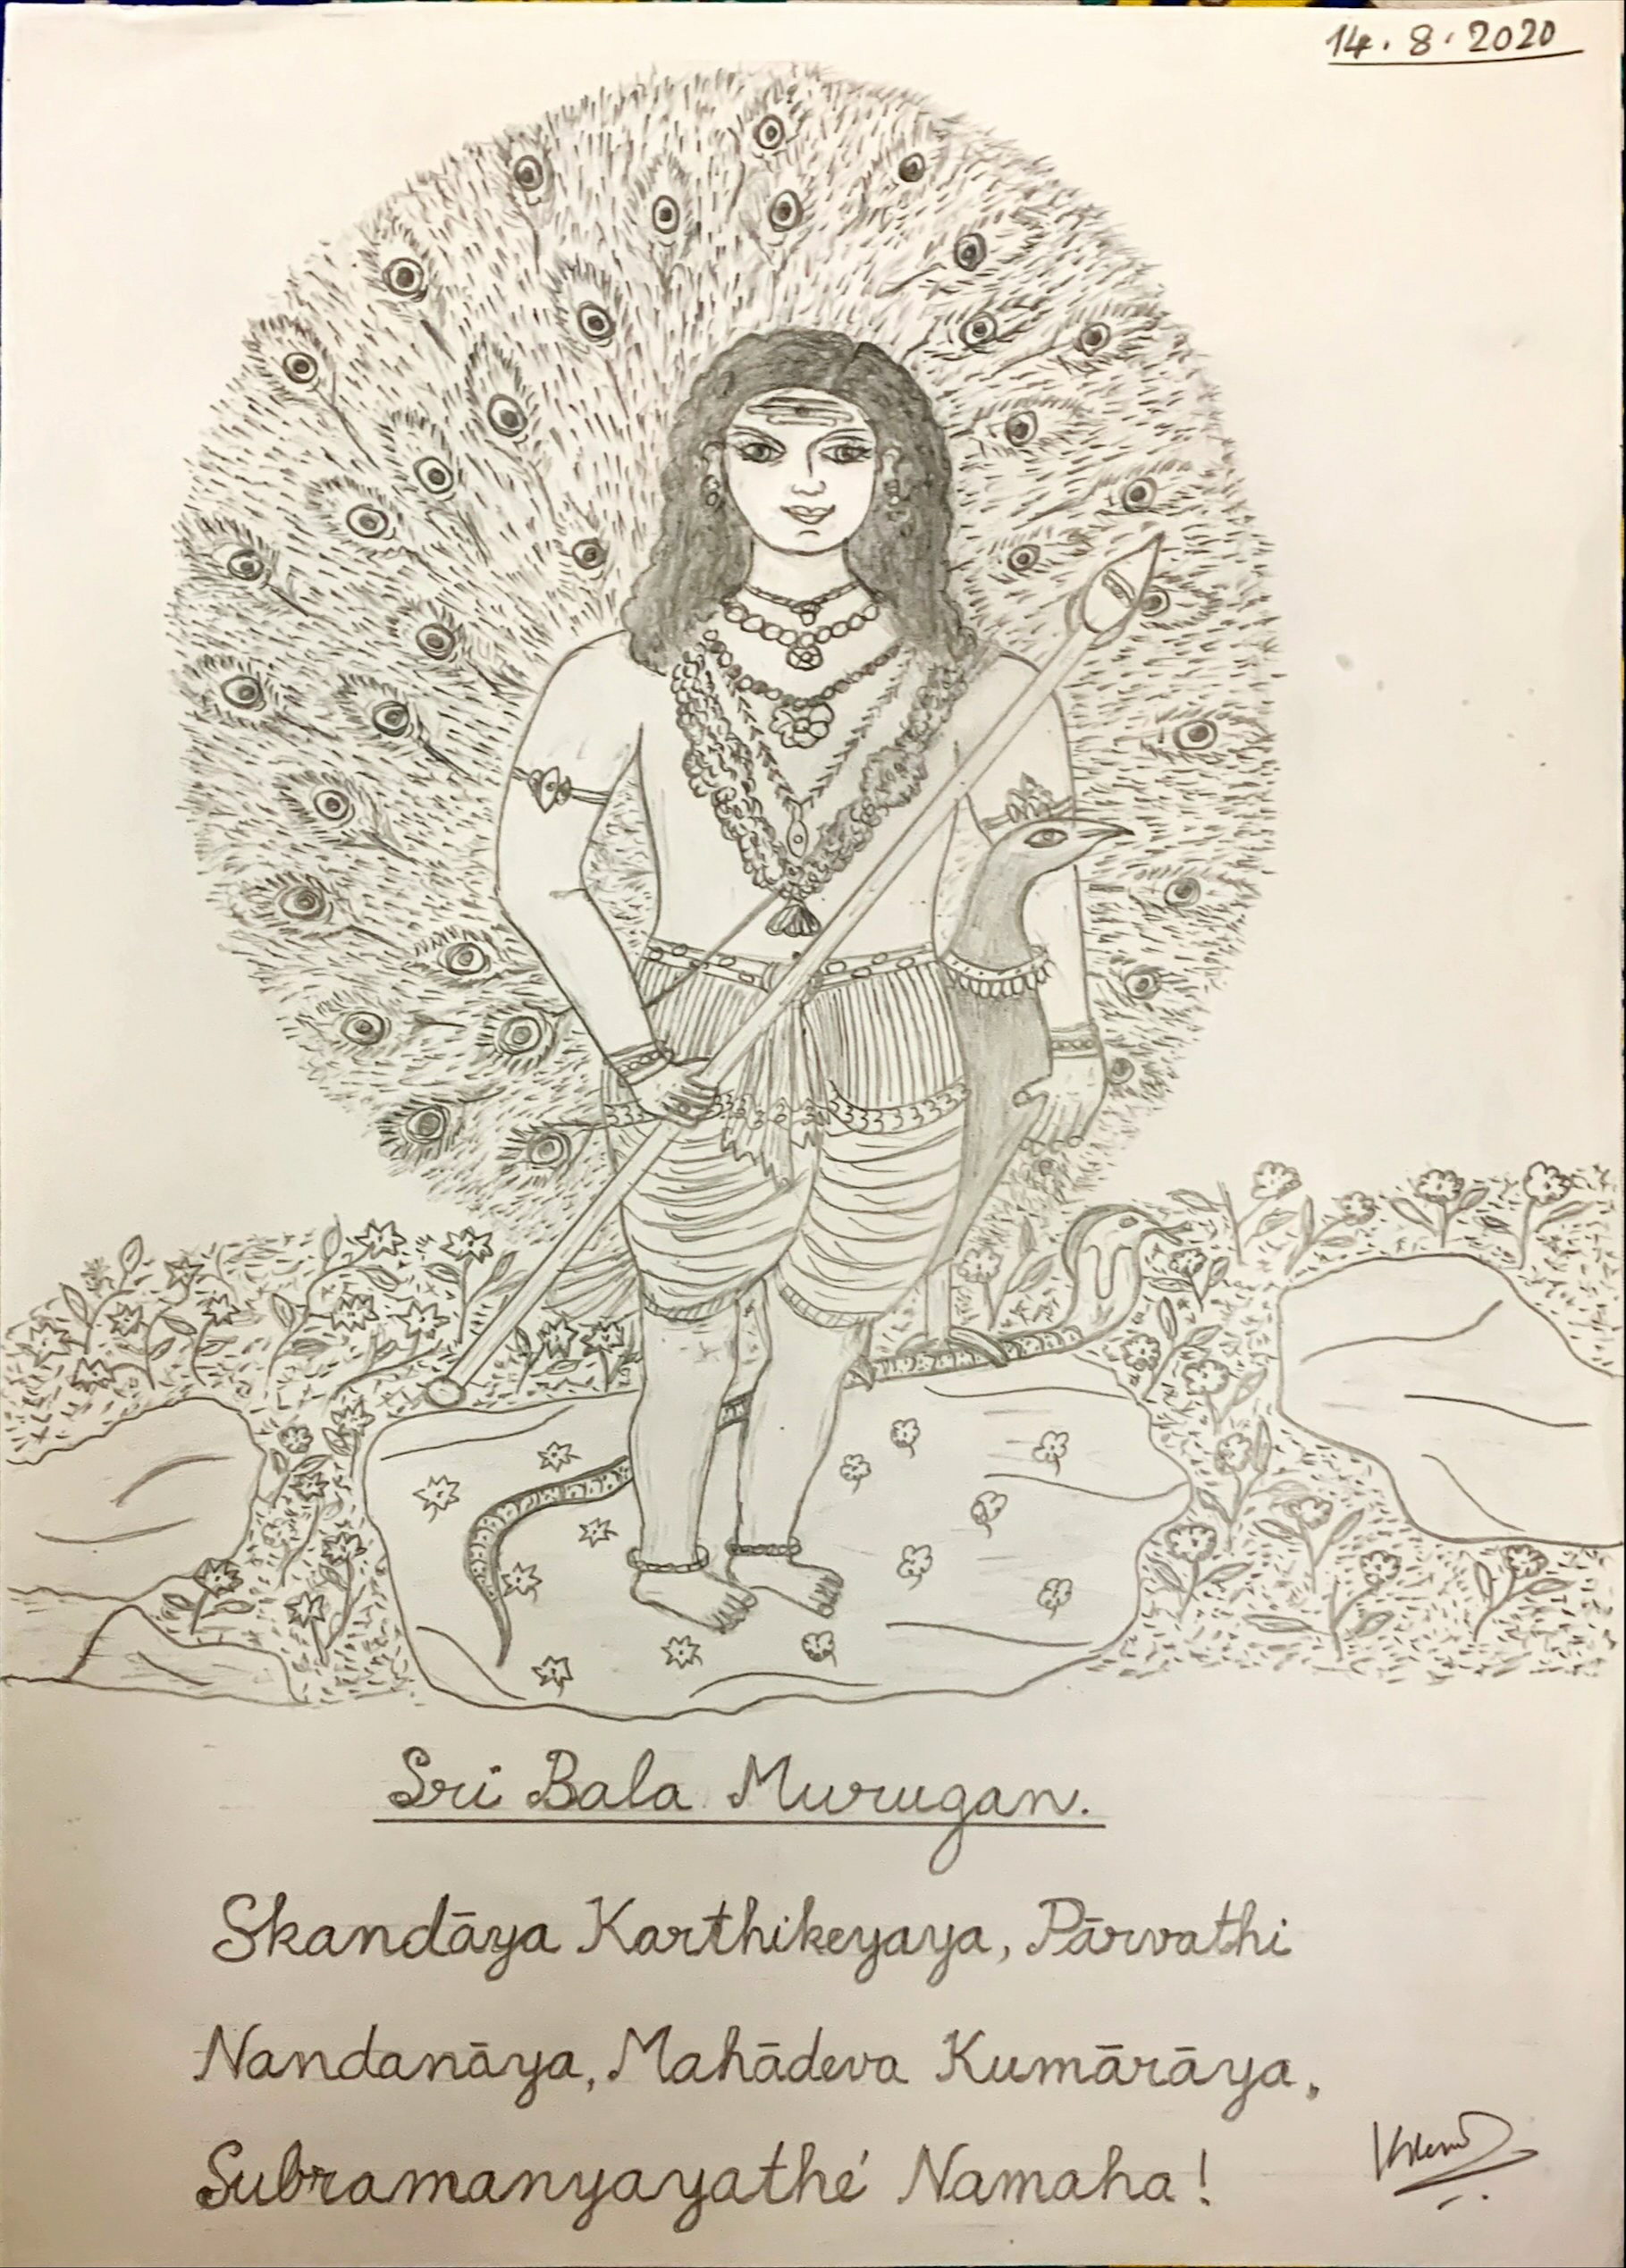 14.8.2020
Sri Bala Murugan.
Skandāya Karthikeyaya, Pārvathi
Nandanāya, Mahādeva Kumārāya,
Subramanyayathé Namaha!